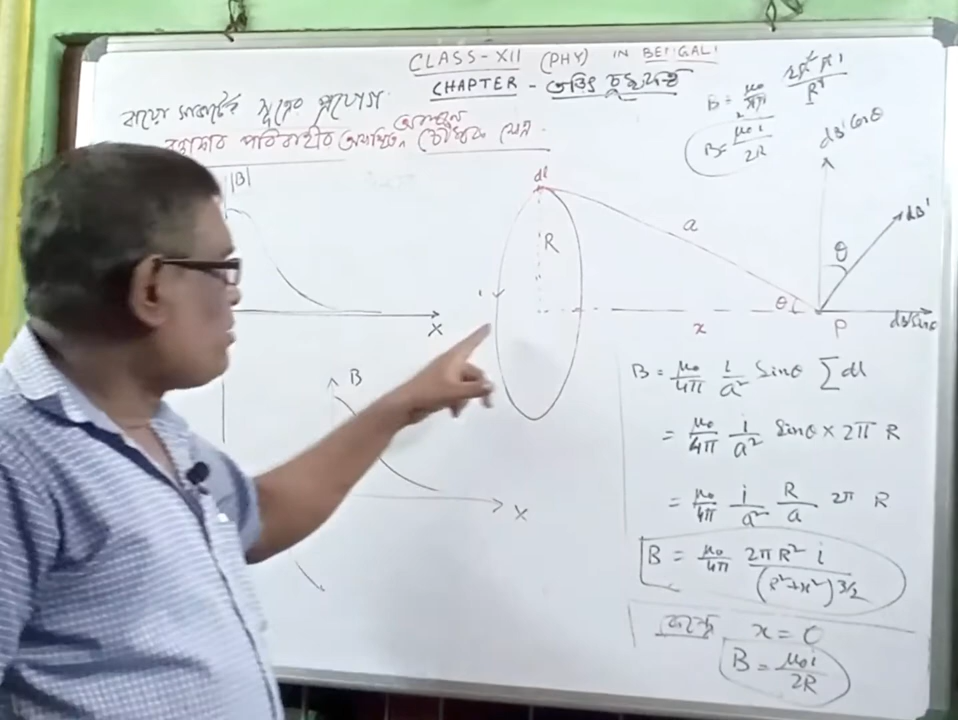 CLASS-XII (PHY) IN BENGALI
CHAPTER - তড়িৎ চুম্বকত্ব
বায়ো সাভার্টের সূত্রের প্রয়োগ
B = μ₀/4π 2πR²i/R³
B = μ₀i/2R
|B|
X
B
X
dl
R
a
i
x
θ
P
θ
dB' Cosθ
dB'
dB'Sinθ
B = μ₀/4π i/a² Sinθ ∑dl
= μ₀/4π i/a² Sinθ × 2π R
= μ₀/4π i/a² R/a 2π R
B = μ₀/4π 2πR² i/(R²+x²)3/2
কেন্দ্রে x = 0
B = μ₀i/2R